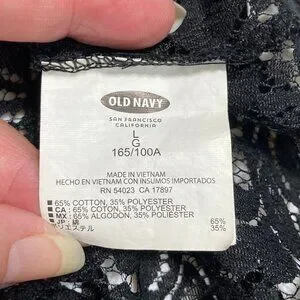 OLD NAVY
SAN FRANCISCO
CALIFORNIA
L
G
165/100A
MADE IN VIETNAM
HECHO EN VIETNAM CON INSUMOS IMPORTADOS
RN 54023 CA 17897
65% COTTON, 35% POLYESTER
CA : 65% COTTON, 35% POLYESTER
MX : 65% ALGODON, 35% POLIESTER
JP : 綿 65%
ポリエステル 35%